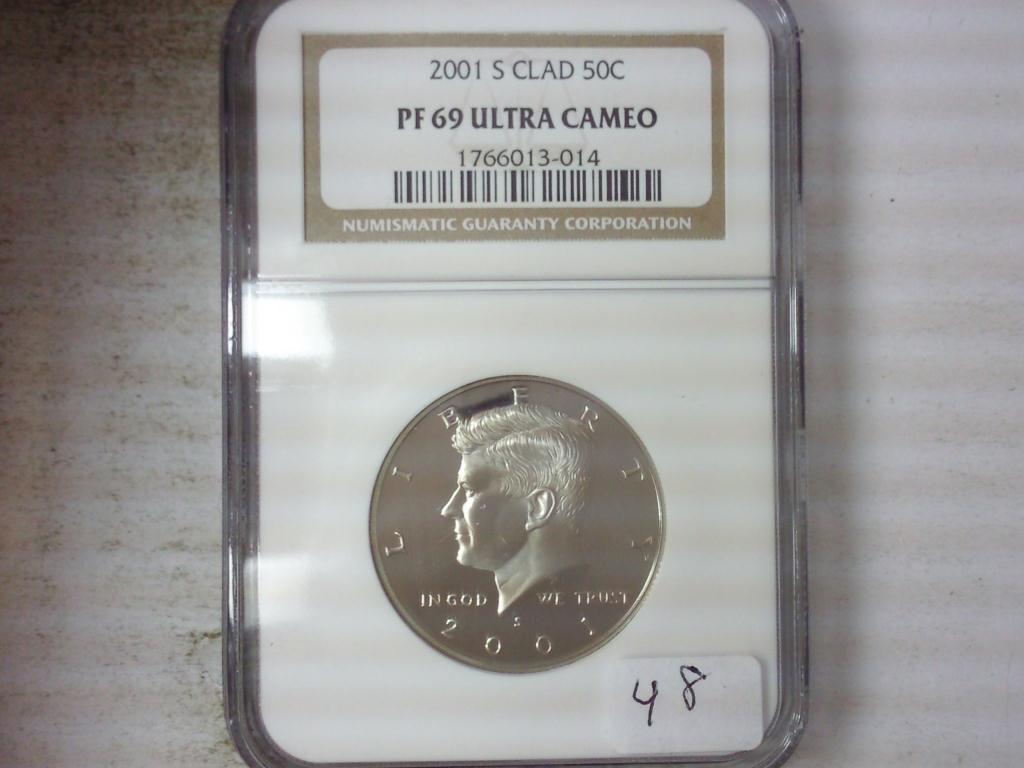 2001 S CLAD 50C
PF 69 ULTRA CAMEO
1766013-014
NUMISMATIC GUARANTY CORPORATION
LIBERTY
IN GOD WE TRUST
S
2001
48